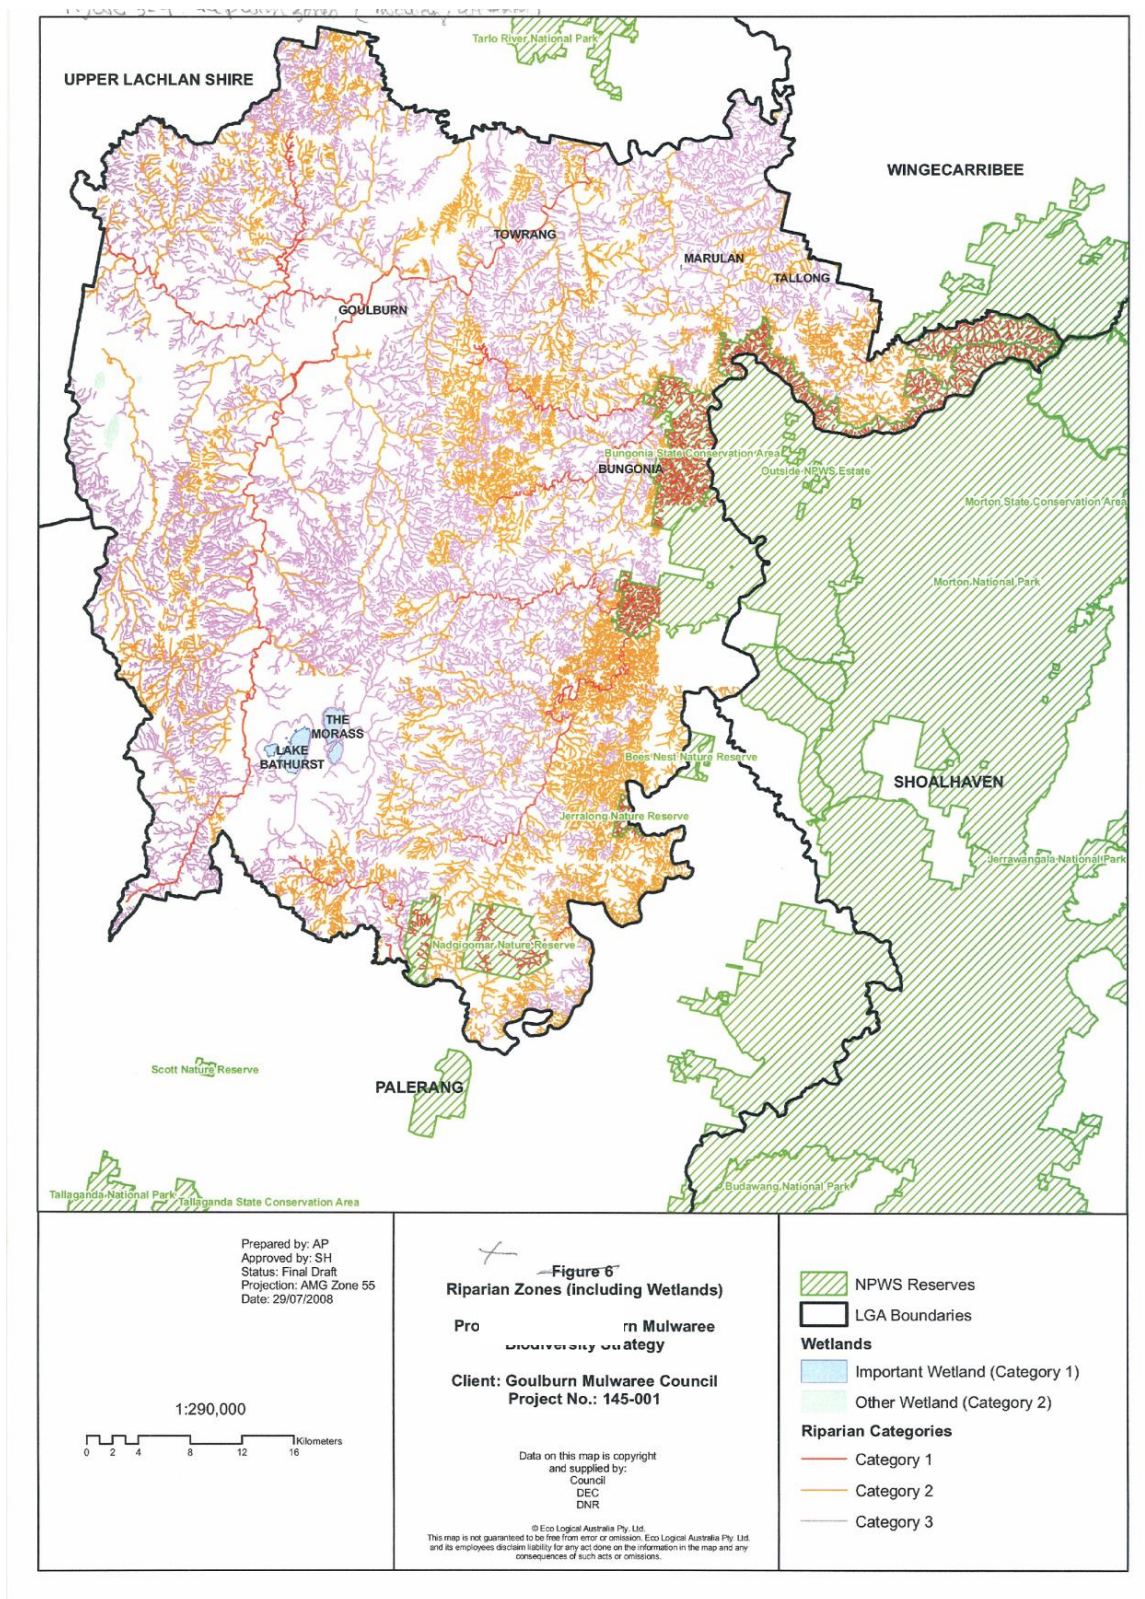 Tarlo River National Park
UPPER LACHLAN SHIRE
WINGECARRIBEE
TOWRANG
MARULAN
TALLONG
GOULBURN
Bungonia State Conservation Area
BUNGONIA
Outside NPWS Estate
Morton State Conservation Area
Morton National Park
THE
MORASS
LAKE
BATHURST
Bees Nest Nature Reserve
SHOALHAVEN
Jerralong Nature Reserve
Jerrawangala National Park
Nadgigomar Nature Reserve
Scott Nature Reserve
PALERANG
Tallaganda National Park
Tallaganda State Conservation Area
Budawang National Park
Prepared by: AP
Approved by: SH
Status: Final Draft
Projection: AMG Zone 55
Date: 29/07/2008
1:290,000
Kilometers
0 2 4 8 12 16
Figure 6
Riparian Zones (including Wetlands)
Pro rn Mulwaree
Biodiversity Strategy
Client: Goulburn Mulwaree Council
Project No.: 145-001
Data on this map is copyright
and supplied by:
Council
DEC
DNR
© Eco Logical Australia Pty. Ltd.
This map is not guaranteed to be free from error or omission. Eco Logical Australia Pty. Ltd.
and its employees disclaim liability for any act done on the information in the map and any
consequences of such acts or omissions.
NPWS Reserves
LGA Boundaries
Wetlands
Important Wetland (Category 1)
Other Wetland (Category 2)
Riparian Categories
Category 1
Category 2
Category 3